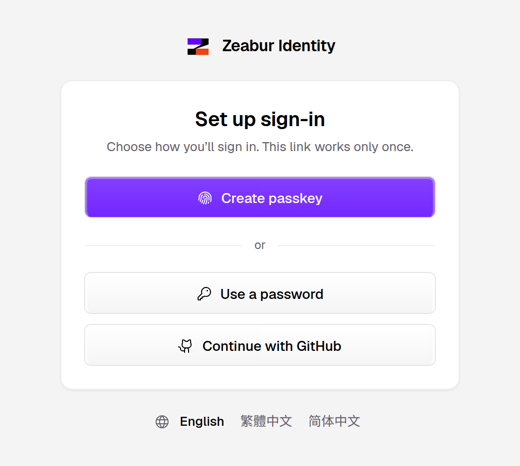 Zeabur Identity
Set up sign-in
Choose how you'll sign in. This link works only once.
Create passkey
or
Use a password
Continue with GitHub
English 繁體中文 简体中文